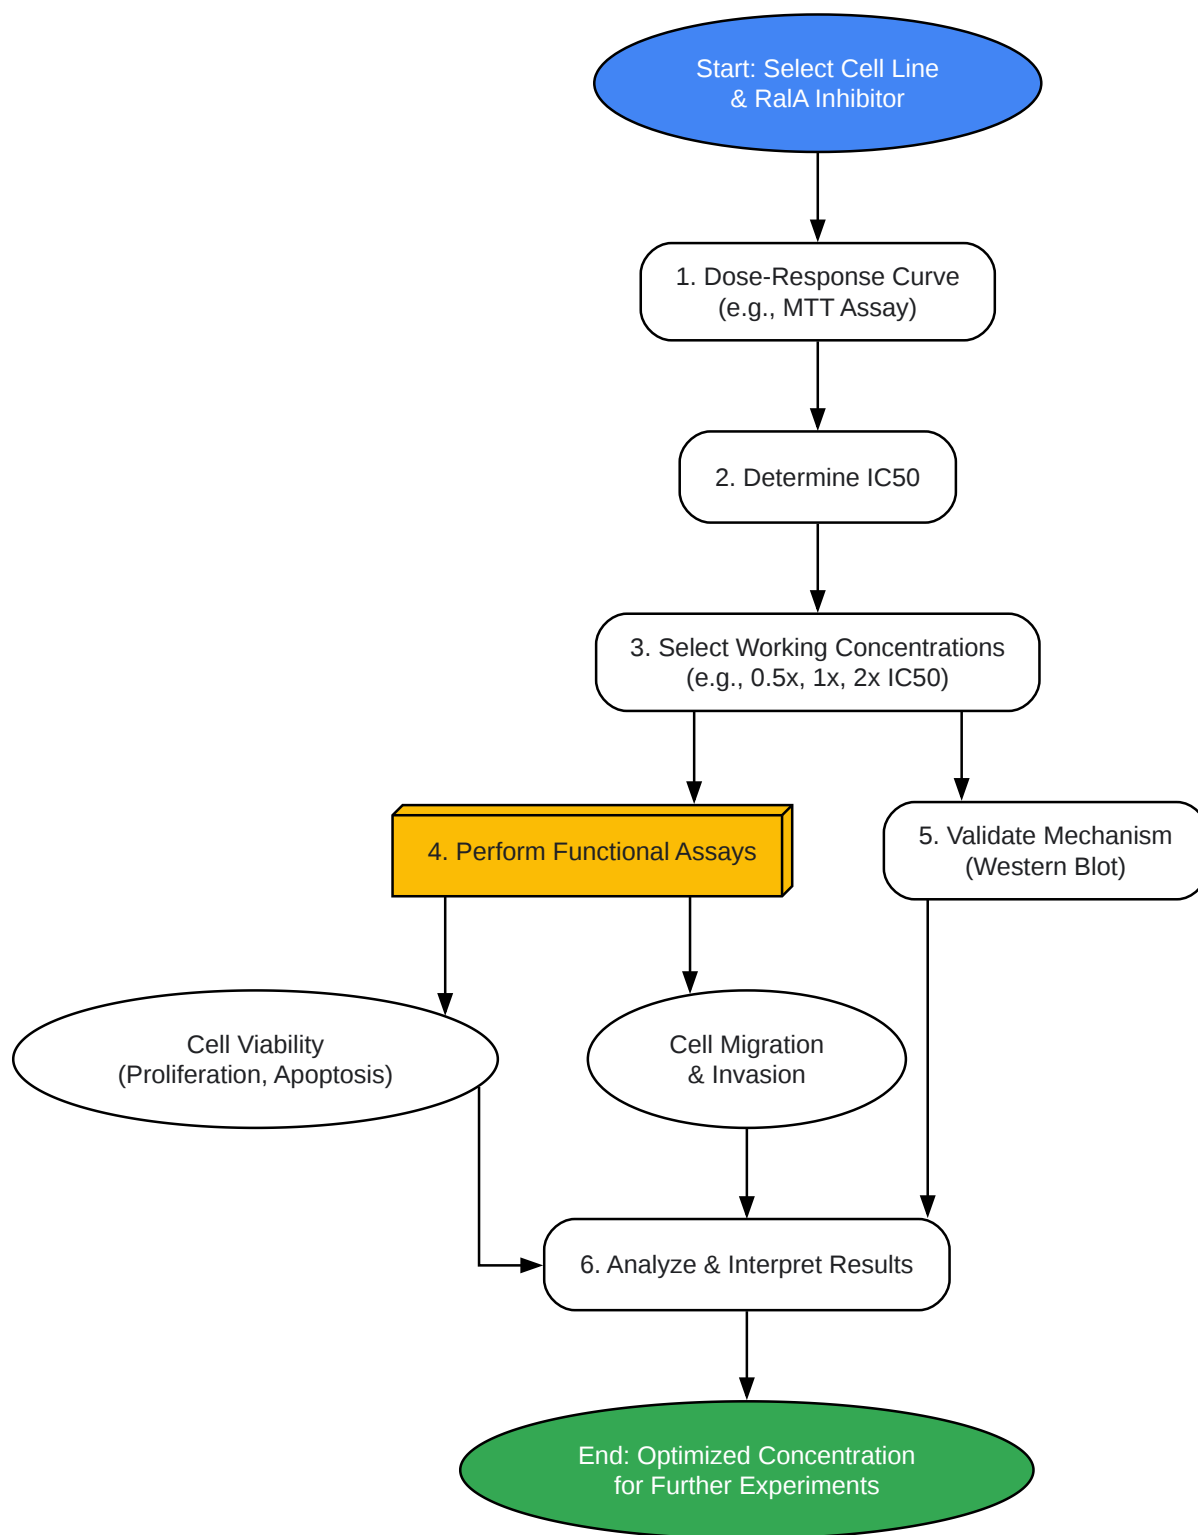 Start: Select Cell Line
& RalA Inhibitor
1. Dose-Response Curve
(e.g., MTT Assay)
2. Determine IC50
3. Select Working Concentrations
(e.g., 0.5x, 1x, 2x IC50)
4. Perform Functional Assays
5. Validate Mechanism
(Western Blot)
Cell Viability
(Proliferation, Apoptosis)
Cell Migration
& Invasion
6. Analyze & Interpret Results
End: Optimized Concentration
for Further Experiments